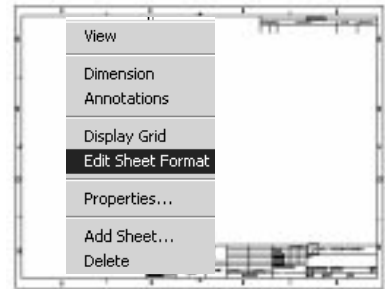 View
Dimension
Annotations
Display Grid
Edit Sheet Format
Properties...
Add Sheet...
Delete